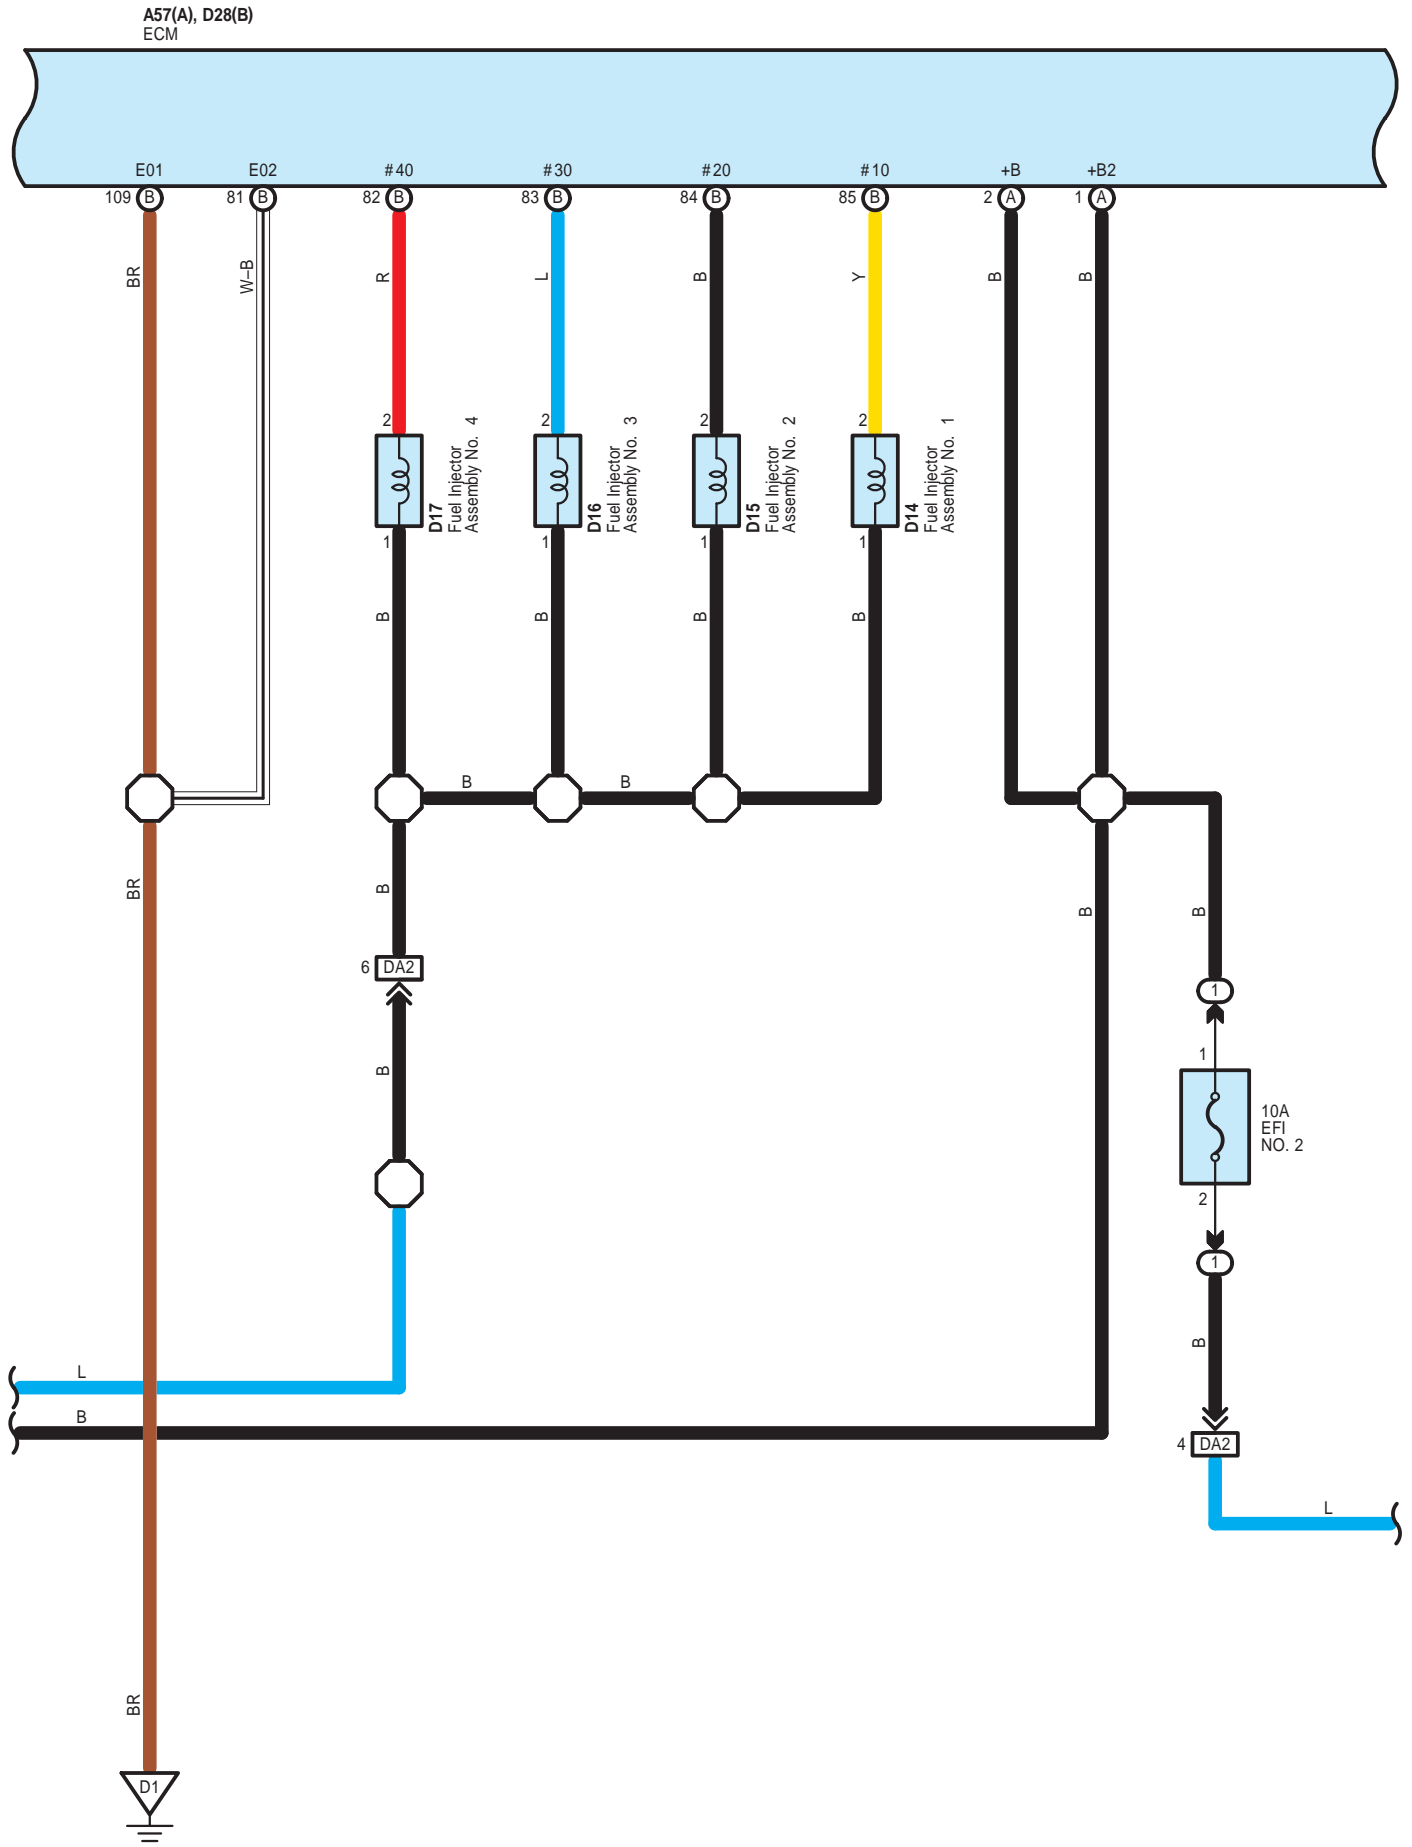 A57(A), D28(B)
ECM
E01 E02 #40 #30 #20 #10 +B +B2
109 B 81 B 82 B 83 B 84 B 85 B 2 A 1 A
BR W–B R L B Y B B
2 2 2 2
D17
Fuel Injector
Assembly No. 4
D16
Fuel Injector
Assembly No. 3
D15
Fuel Injector
Assembly No. 2
D14
Fuel Injector
Assembly No. 1
1 1 1 1
B B B B
B B
BR B B B
6 DA2
1
B
1
10A
EFI
NO. 2
2
1
B
L
B
4 DA2
L
BR
D1